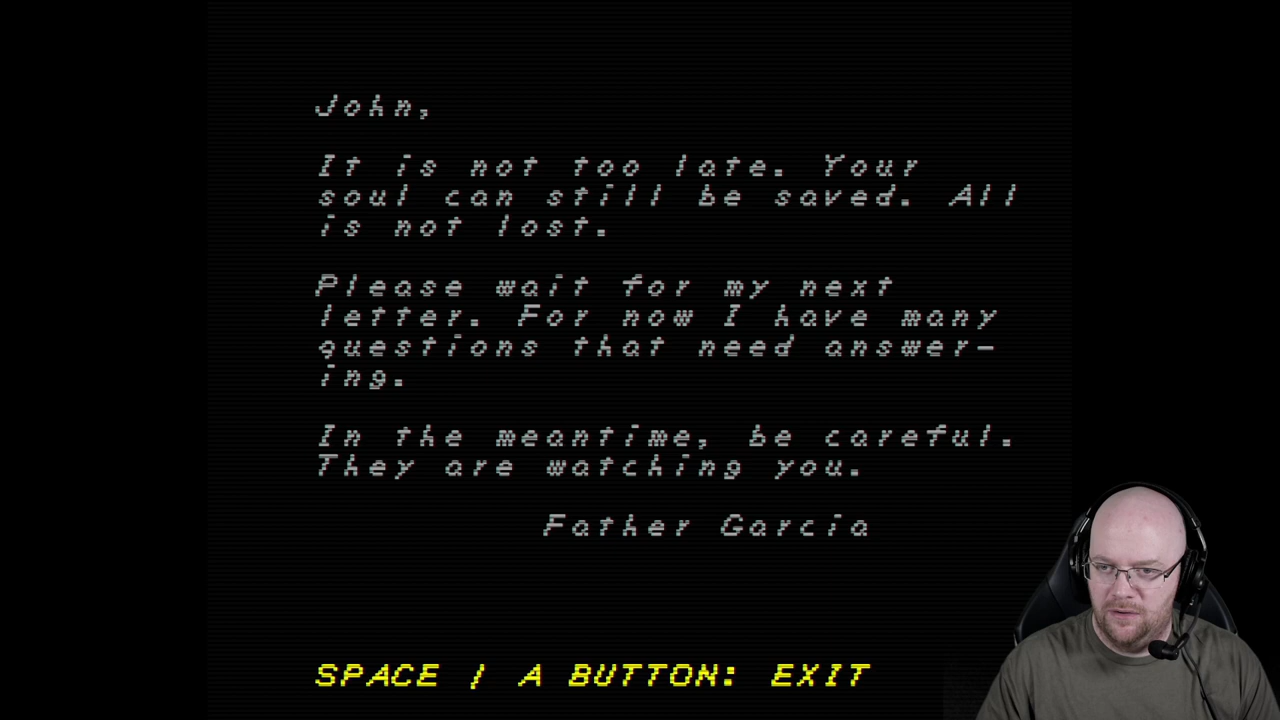 John,
It is not too late. Your
soul can still be saved. All
is not lost.
Please wait for my next
letter. For now I have many
questions that need answer-
ing.
In the meantime, be careful.
They are watching you.
Father Garcia
SPACE / A BUTTON: EXIT